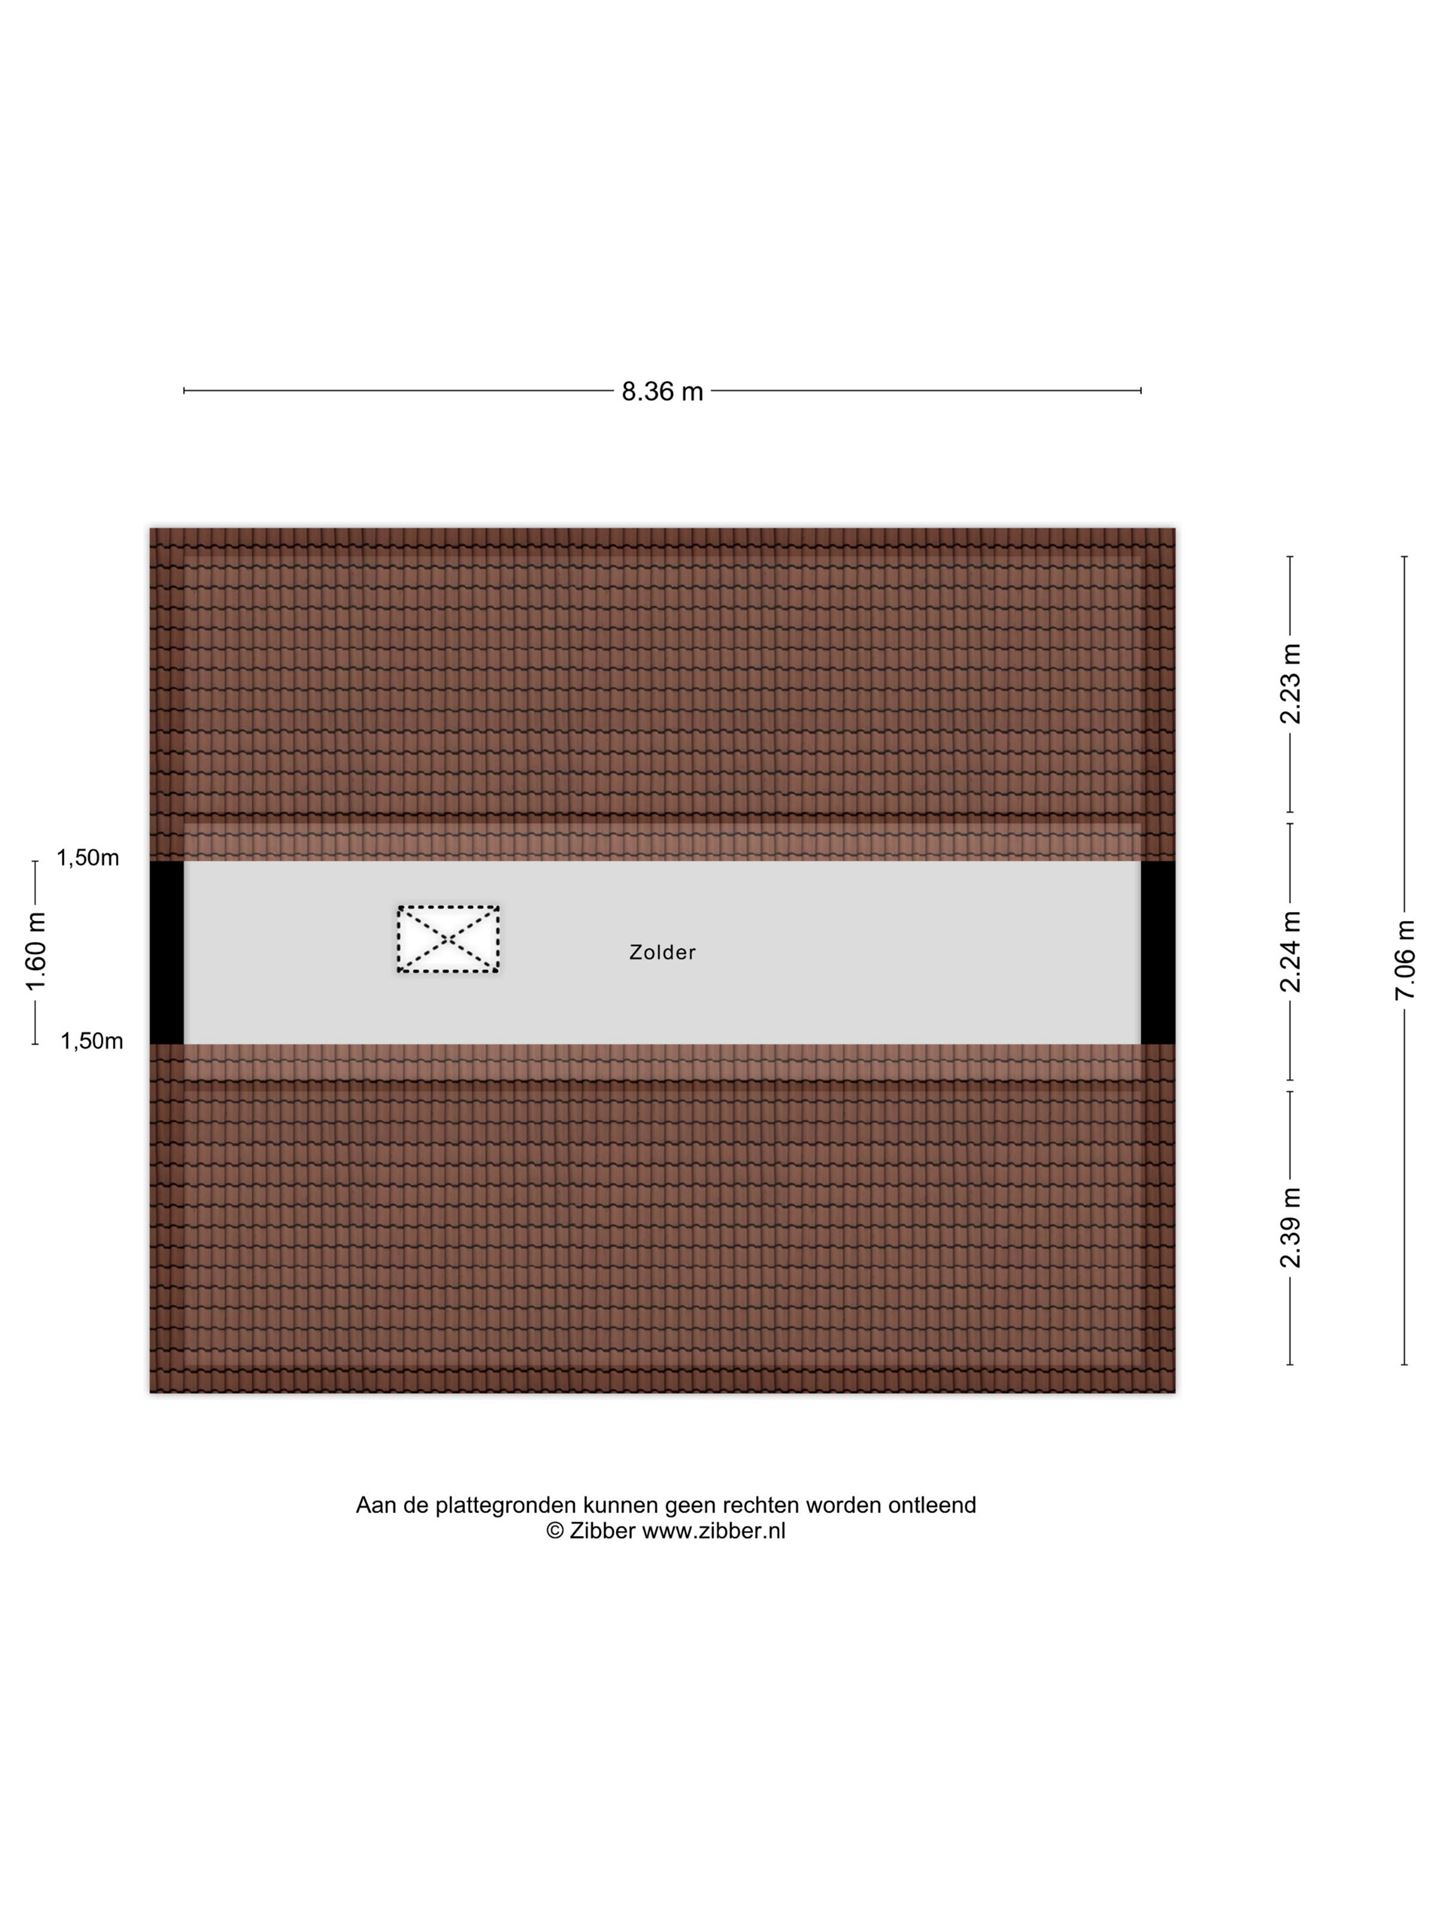 8.36 m
2.23 m
1,50m
1.60 m
Zolder
2.24 m
7.06 m
1,50m
2.39 m
Aan de plattegronden kunnen geen rechten worden ontleend
© Zibber www.zibber.nl